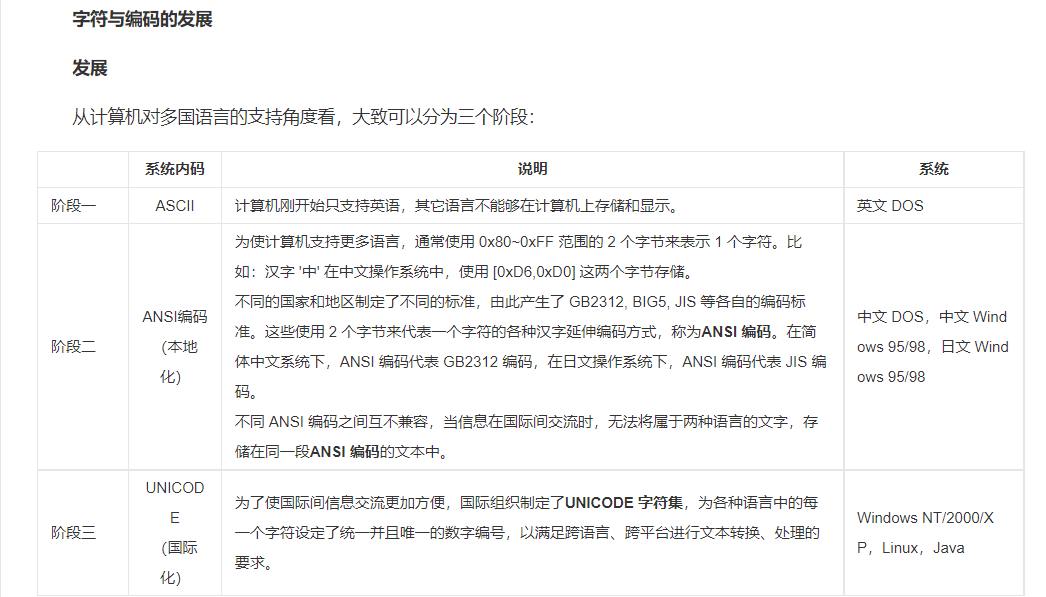 字符与编码的发展
发展
从计算机对多国语言的支持角度看，大致可以分为三个阶段：
系统内码 说明 系统
阶段一 ASCII 计算机刚开始只支持英语，其它语言不能够在计算机上存储和显示。 英文 DOS
阶段二
ANSI编码
（本地
化）
为使计算机支持更多语言，通常使用 0x80~0xFF 范围的 2 个字节来表示 1 个字符。比
如：汉字 '中' 在中文操作系统中，使用 [0xD6,0xD0] 这两个字节存储。
不同的国家和地区制定了不同的标准，由此产生了 GB2312, BIG5, JIS 等各自的编码标
准。这些使用 2 个字节来代表一个字符的各种汉字延伸编码方式，称为ANSI 编码。在简
体中文系统下，ANSI 编码代表 GB2312 编码，在日文操作系统下，ANSI 编码代表 JIS 编
码。
不同 ANSI 编码之间互不兼容，当信息在国际间交流时，无法将属于两种语言的文字，存
储在同一段ANSI 编码的文本中。
中文 DOS，中文 Wind
ows 95/98，日文 Wind
ows 95/98
阶段三
UNICOD
E
（国际
化）
为了使国际间信息交流更加方便，国际组织制定了UNICODE 字符集，为各种语言中的每
一个字符设定了统一并且唯一的数字编号，以满足跨语言、跨平台进行文本转换、处理的
要求。
Windows NT/2000/X
P，Linux，Java